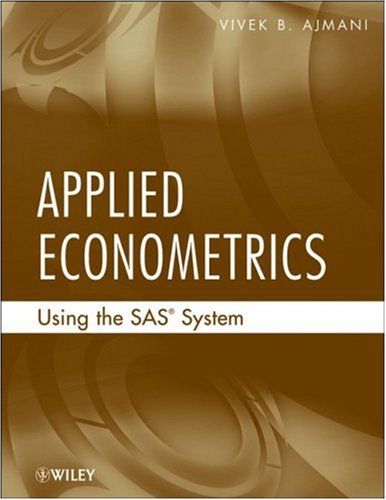 VIVEK B. AJMANI
APPLIED
ECONOMETRICS
Using the SAS® System
WILEY